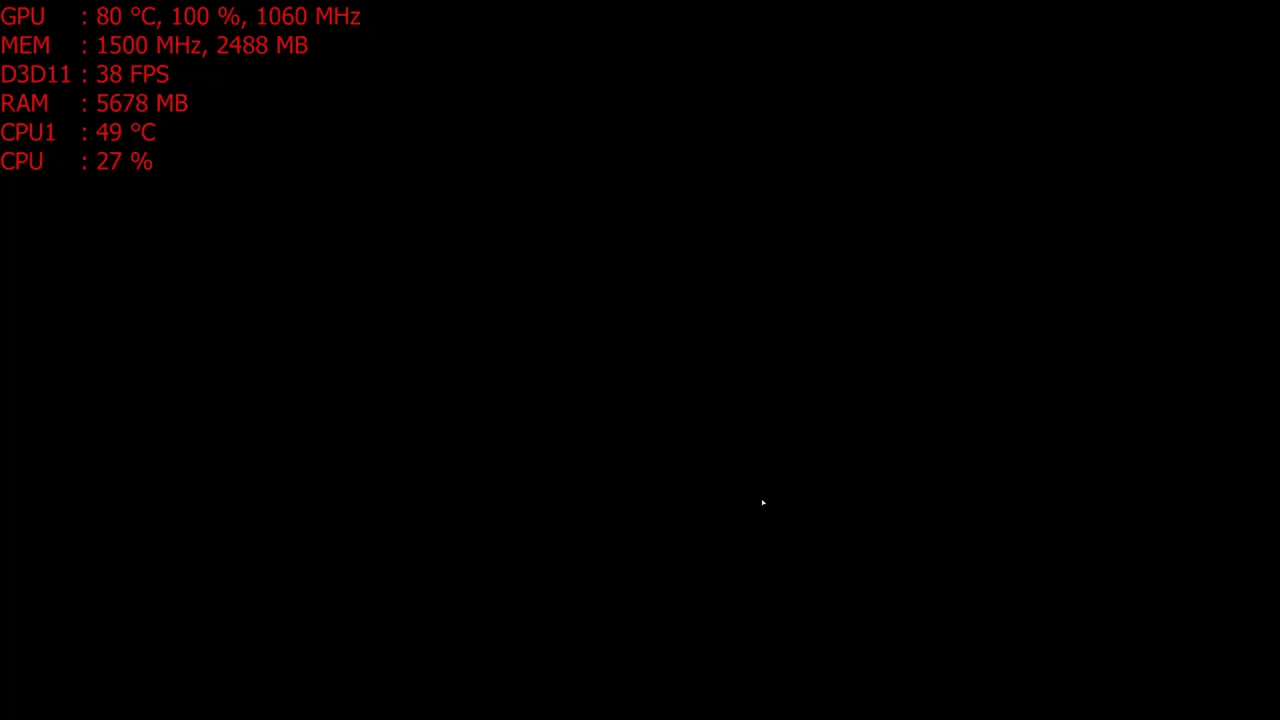 GPU : 80 °C, 100 %, 1060 MHz
MEM : 1500 MHz, 2488 MB
D3D11 : 38 FPS
RAM : 5678 MB
CPU1 : 49 °C
CPU : 27 %